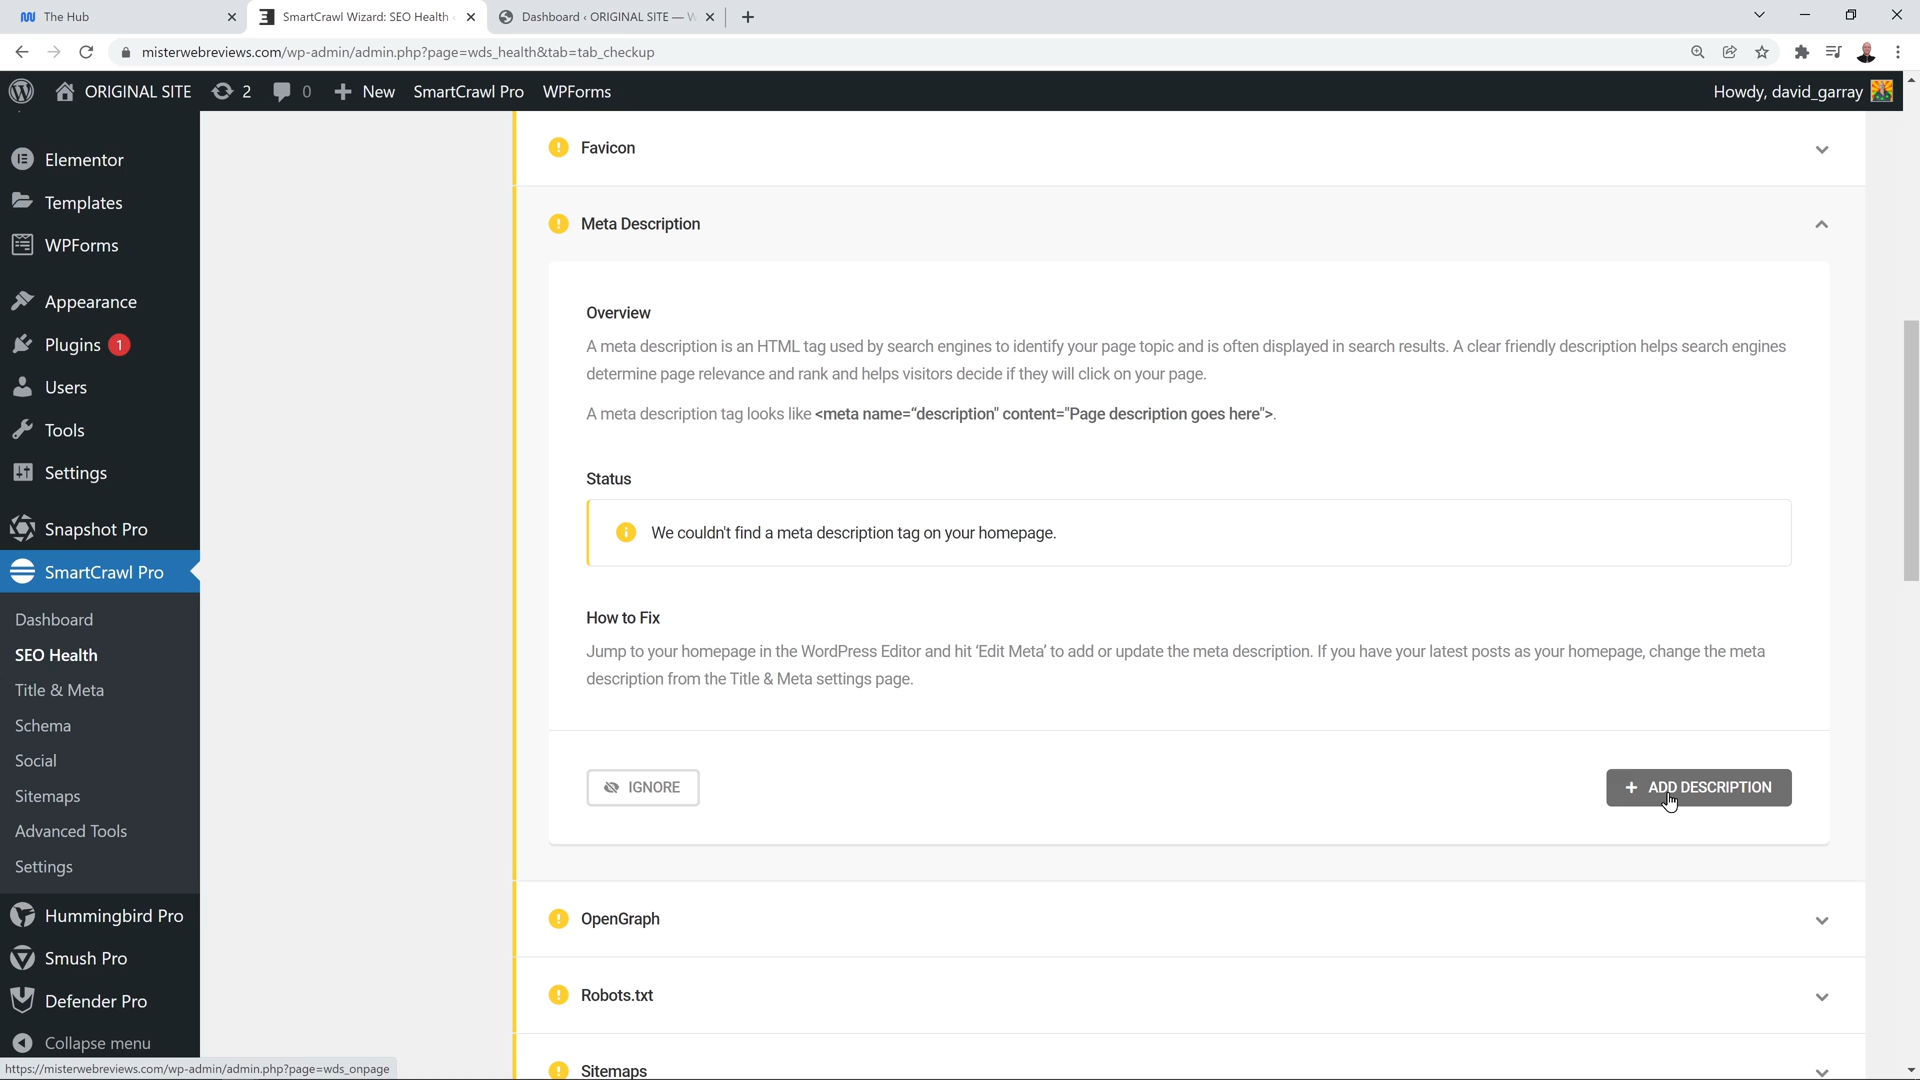 The Hub
SmartCrawl Wizard: SEO Health
Dashboard ‹ ORIGINAL SITE — W
misterwebreviews.com/wp-admin/admin.php?page=wds_health&tab=tab_checkup
ORIGINAL SITE 2 0 New SmartCrawl Pro WPForms
Howdy, david_garray
Elementor
Templates
WPForms
Appearance
Plugins 1
Users
Tools
Settings
Snapshot Pro
SmartCrawl Pro
Dashboard
SEO Health
Title & Meta
Schema
Social
Sitemaps
Advanced Tools
Settings
Hummingbird Pro
Smush Pro
Defender Pro
Collapse menu
Favicon
Meta Description
Overview
A meta description is an HTML tag used by search engines to identify your page topic and is often displayed in search results. A clear friendly description helps search engines
determine page relevance and rank and helps visitors decide if they will click on your page.
A meta description tag looks like <meta name=“description" content="Page description goes here">.
Status
We couldn't find a meta description tag on your homepage.
How to Fix
Jump to your homepage in the WordPress Editor and hit ‘Edit Meta’ to add or update the meta description. If you have your latest posts as your homepage, change the meta
description from the Title & Meta settings page.
IGNORE
+ ADD DESCRIPTION
OpenGraph
Robots.txt
Sitemaps
https://misterwebreviews.com/wp-admin/admin.php?page=wds_onpage